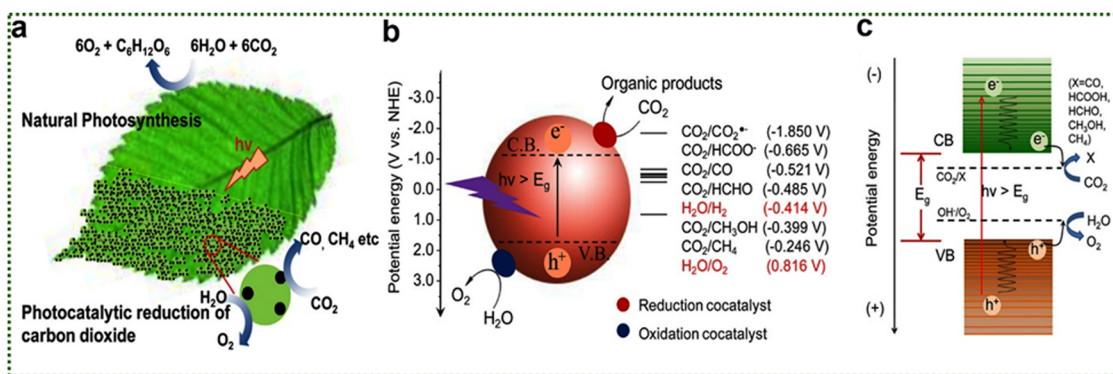 a
6O₂ + C₆H₁₂O₆ 6H₂O + 6CO₂
Natural Photosynthesis
hv
CO, CH₄ etc
H₂O
CO₂
Photocatalytic reduction of
carbon dioxide
O₂
b
Potential energy (V vs. NHE)
-3.0
-2.0
-1.0
0.0
1.0
2.0
3.0
Organic products
CO₂
e⁻
C.B.
hv > Eg
V.B.
h⁺
O₂
H₂O
CO₂/CO₂•⁻ (-1.850 V)
CO₂/HCOO⁻ (-0.665 V)
CO₂/CO (-0.521 V)
CO₂/HCHO (-0.485 V)
H₂O/H₂ (-0.414 V)
CO₂/CH₃OH (-0.399 V)
CO₂/CH₄ (-0.246 V)
H₂O/O₂ (0.816 V)
Reduction cocatalyst
Oxidation cocatalyst
c
(-)
Potential energy
(+)
e⁻
(X=CO,
HCOOH,
HCHO,
CH₃OH,
CH₄)
CB
e⁻
X
CO₂/X
CO₂
Eg
hv > Eg
OH⁻/O₂
H₂O
O₂
VB
h⁺
h⁺